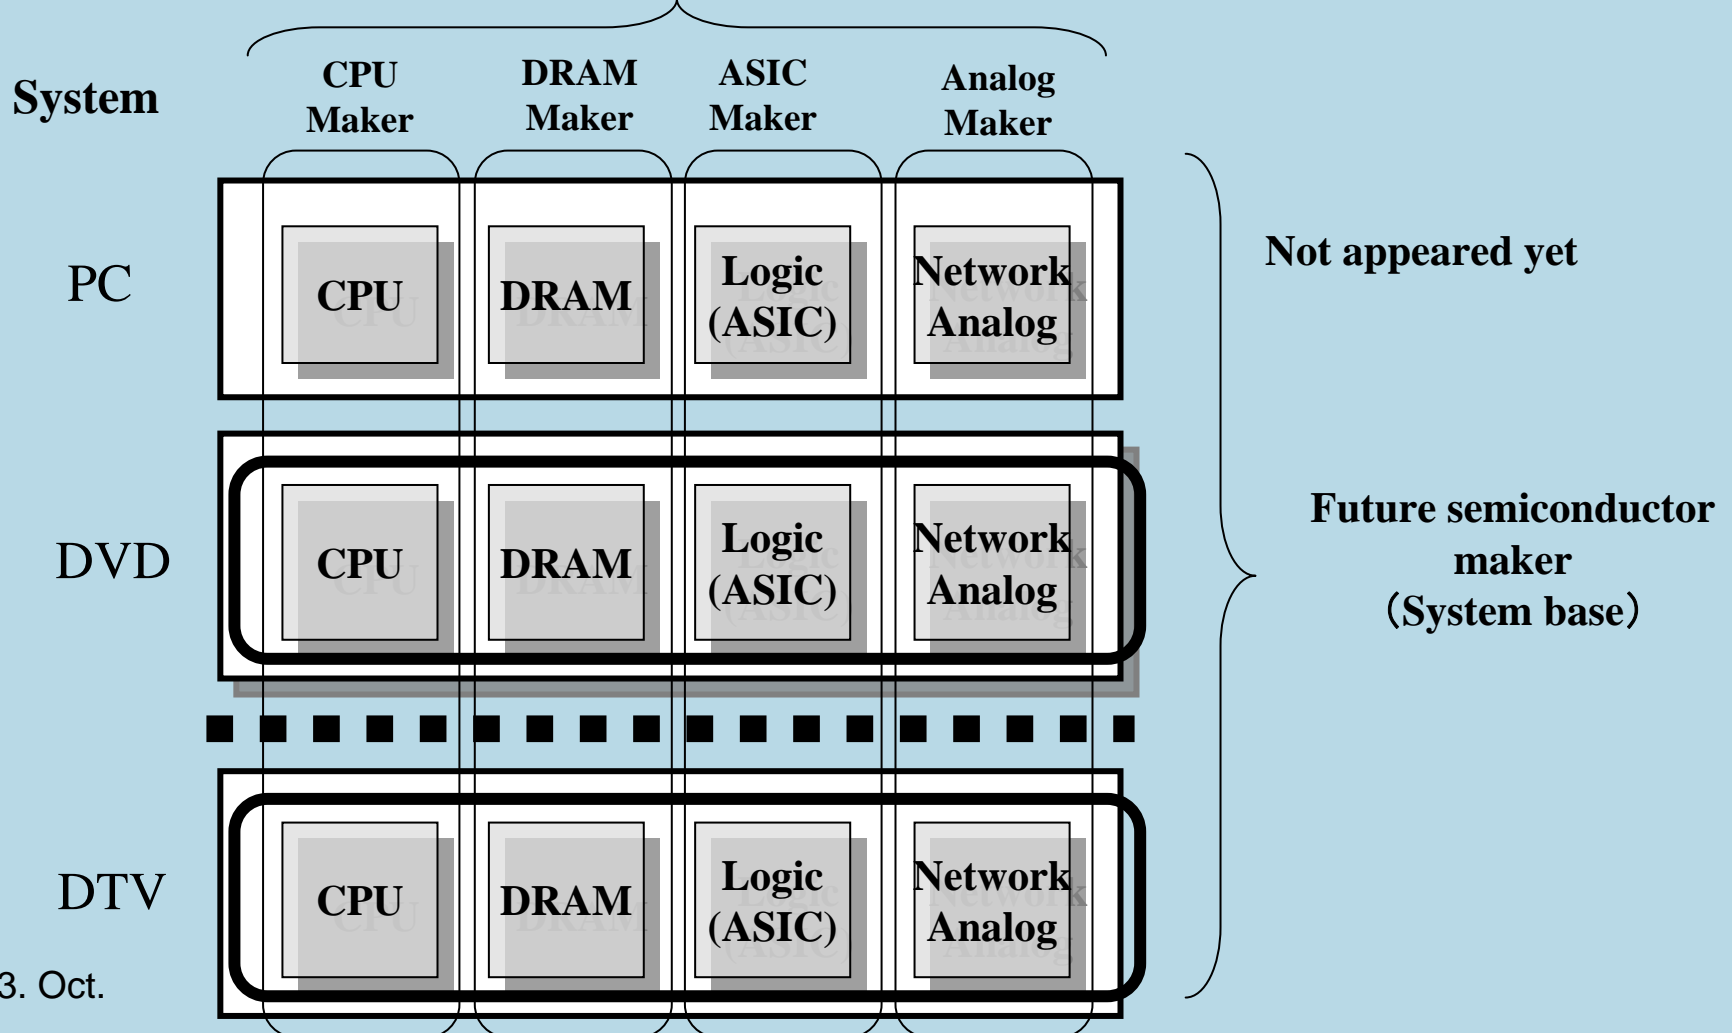 System
CPU
Maker
DRAM
Maker
ASIC
Maker
Analog
Maker
PC
CPU
DRAM
Logic
(ASIC)
Network
Analog
Not appeared yet
DVD
CPU
DRAM
Logic
(ASIC)
Network
Analog
Future semiconductor
maker
（System base）
DTV
CPU
DRAM
Logic
(ASIC)
Network
Analog
3. Oct.